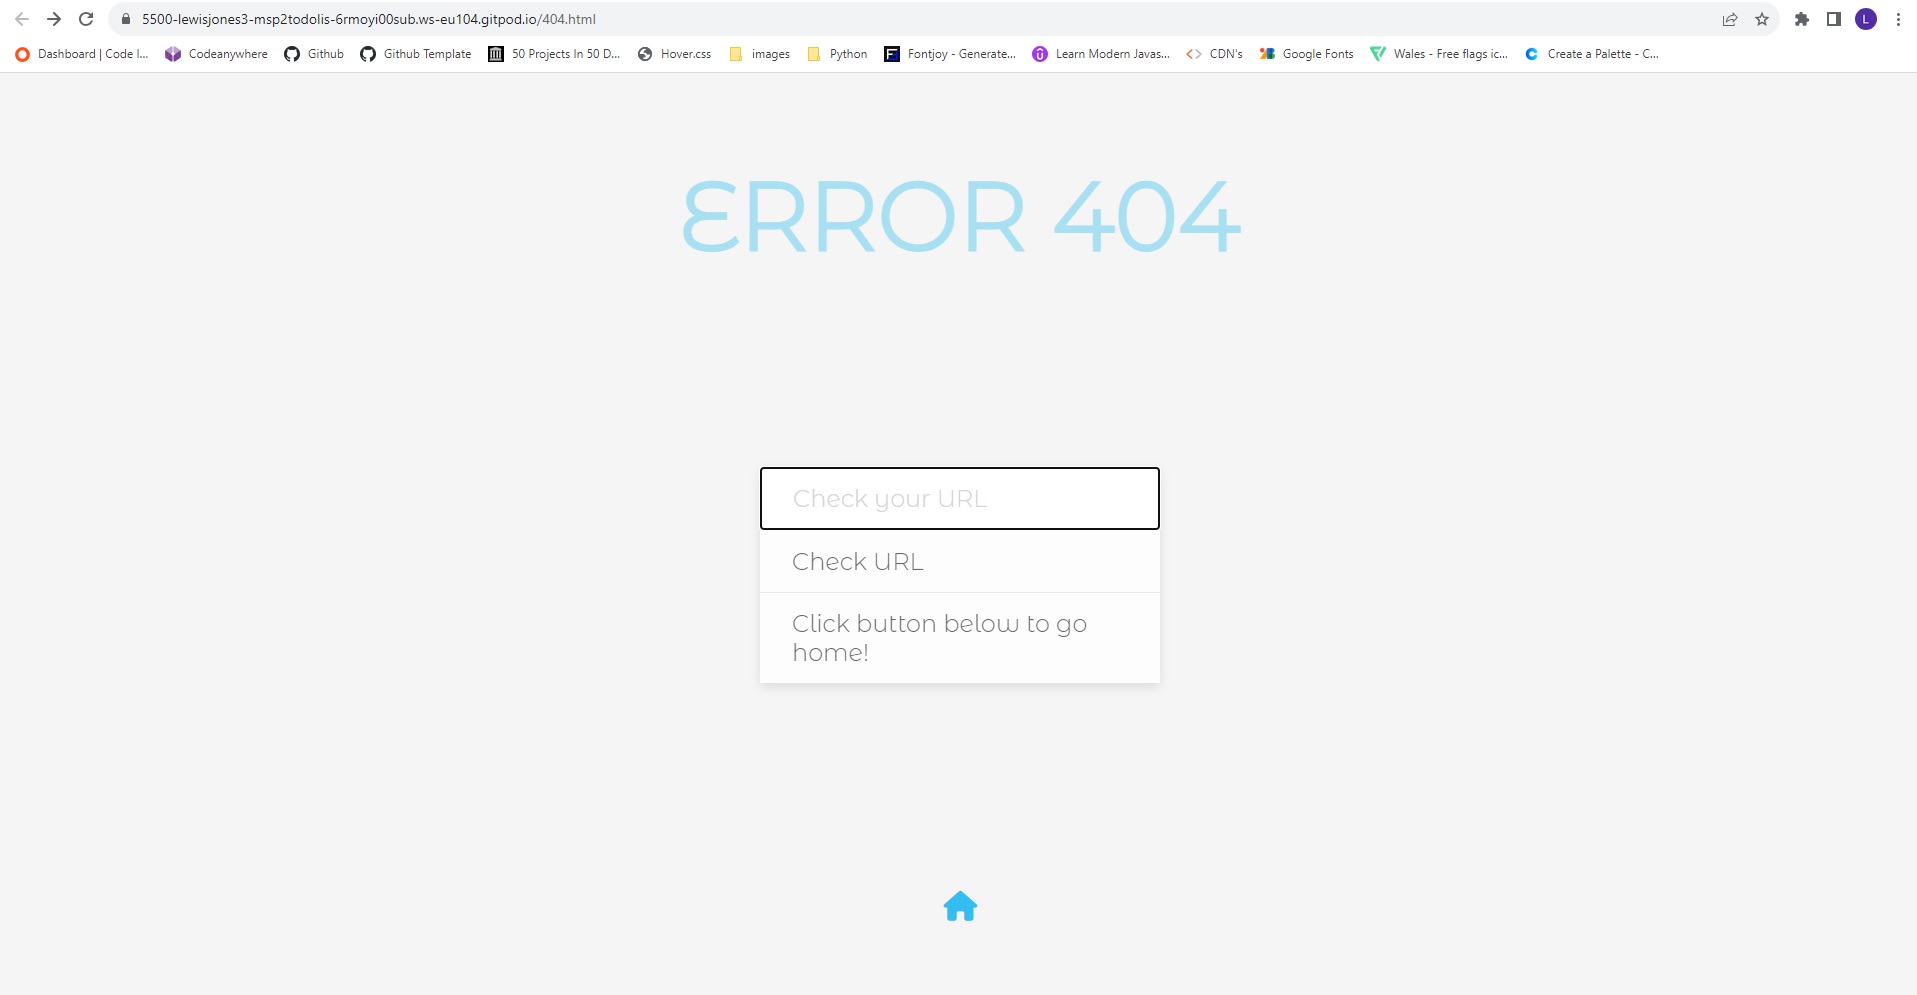 5500-lewisjones3-msp2todolis-6rmoyi00sub.ws-eu104.gitpod.io/404.html
L
Dashboard | Code I... Codeanywhere Github Github Template 50 Projects In 50 D... Hover.css images Python Fontjoy - Generate... Learn Modern Javas... CDN's Google Fonts Wales - Free flags ic... Create a Palette - C...
ERROR 404
Check your URL
Check URL
Click button below to go
home!